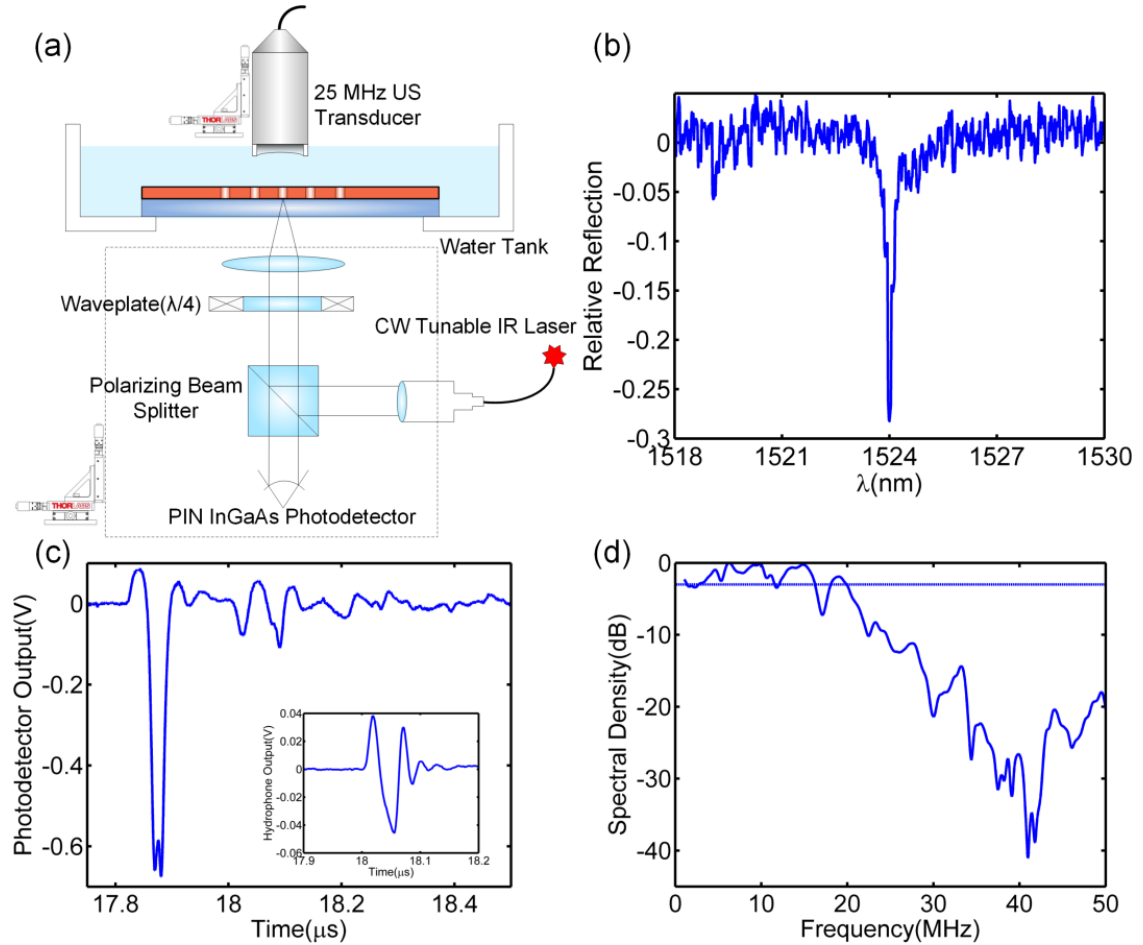 (a)
25 MHz US
Transducer
Water Tank
Waveplate(λ/4)
CW Tunable IR Laser
Polarizing Beam
Splitter
THORLABS
PIN InGaAs Photodetector
(b)
Relative Reflection
0
-0.05
-0.1
-0.15
-0.2
-0.25
-0.3
1518 1521 1524 1527 1530
λ(nm)
(c)
Photodetector Output(V)
0
-0.2
-0.4
-0.6
17.8 18 18.2 18.4
Time(μs)
Hydrophone Output(V)
0.04
0.02
0
-0.02
-0.04
-0.06
17.9 18 18.1 18.2
Time(μs)
(d)
Spectral Density(dB)
0
-10
-20
-30
-40
0 10 20 30 40 50
Frequency(MHz)